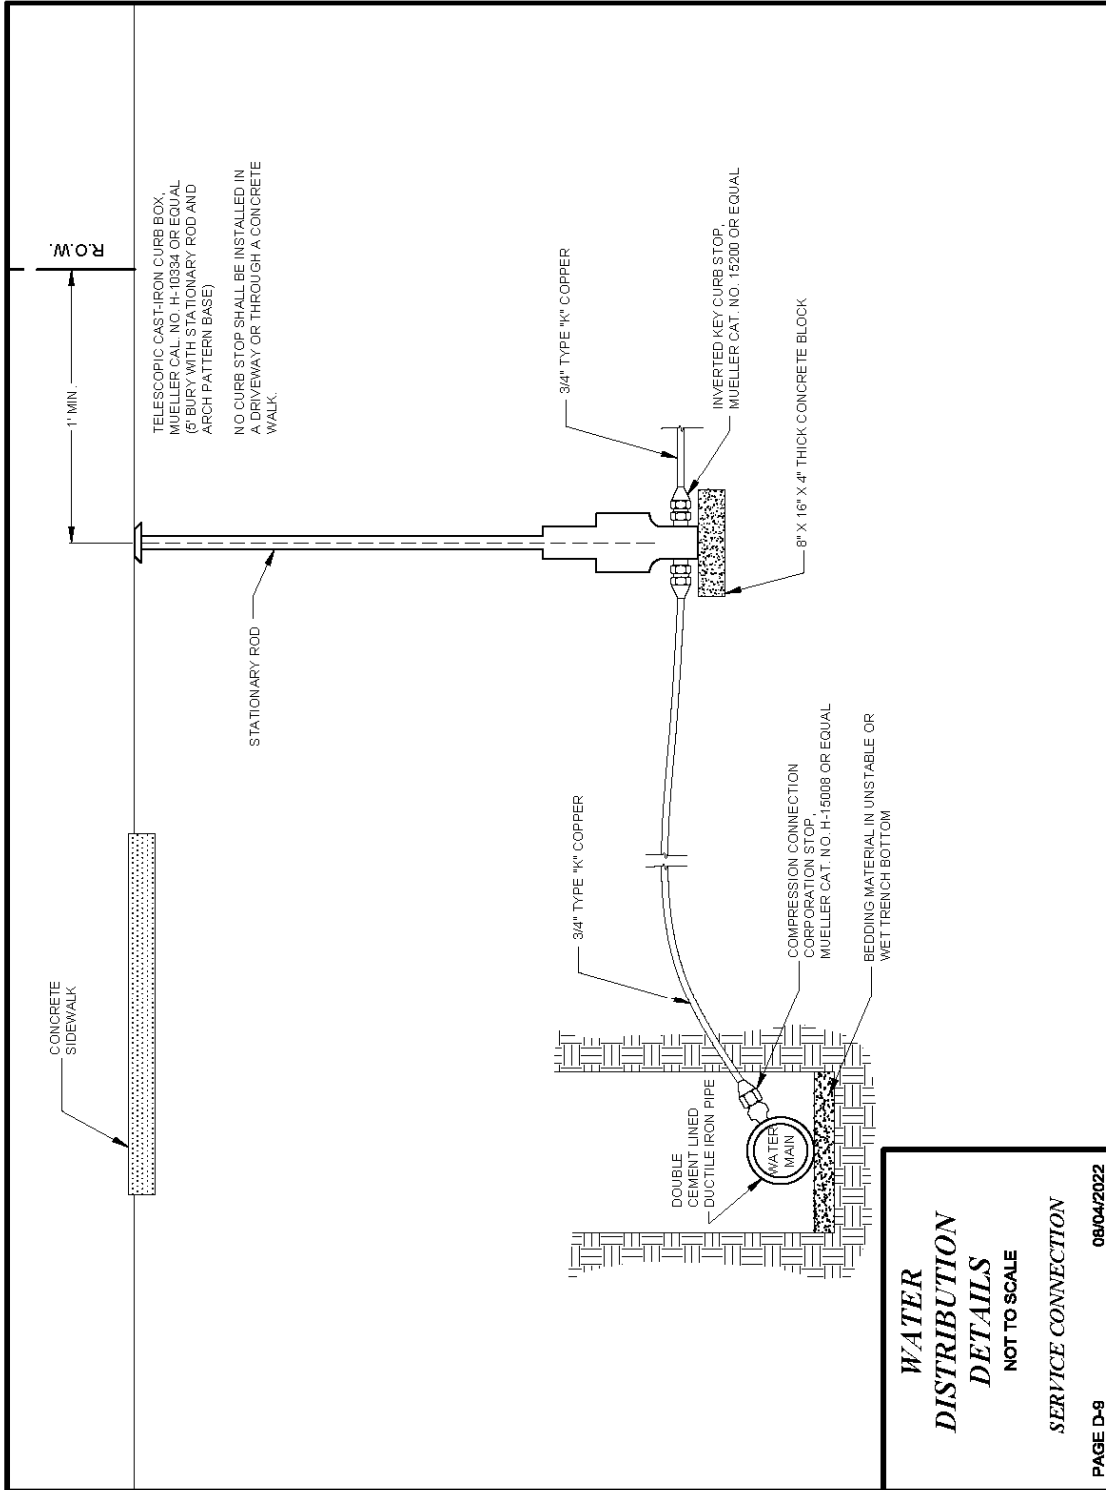 R.O.W.
1' MIN.
TELESCOPIC CAST-IRON CURB BOX,
MUELLER CAL. NO. H-10334 OR EQUAL
(5' BURY WITH STATIONARY ROD AND
ARCH PATTERN BASE)
NO CURB STOP SHALL BE INSTALLED IN
A DRIVEWAY OR THROUGH A CONCRETE
WALK.
CONCRETE
SIDEWALK
STATIONARY ROD
3/4" TYPE "K" COPPER
INVERTED KEY CURB STOP,
MUELLER CAT. NO. 15200 OR EQUAL
8" X 16" X 4" THICK CONCRETE BLOCK
3/4" TYPE "K" COPPER
DOUBLE
CEMENT LINED
DUCTILE IRON PIPE
WATER
MAIN
COMPRESSION CONNECTION
CORPORATION STOP,
MUELLER CAT. NO. H-15008 OR EQUAL
BEDDING MATERIAL IN UNSTABLE OR
WET TRENCH BOTTOM
WATER
DISTRIBUTION
DETAILS
NOT TO SCALE
SERVICE CONNECTION
PAGE D-9
08/04/2022